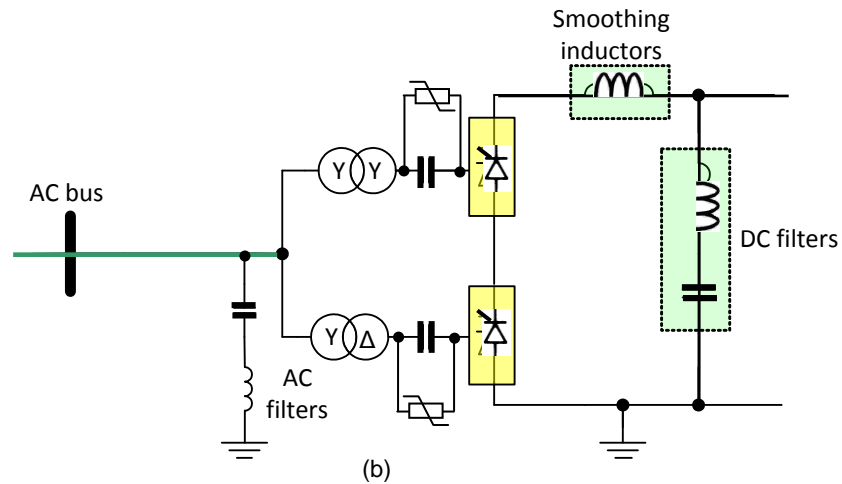 Smoothing
inductors
AC bus
Y Y
DC filters
Y Δ
AC
filters
(b)